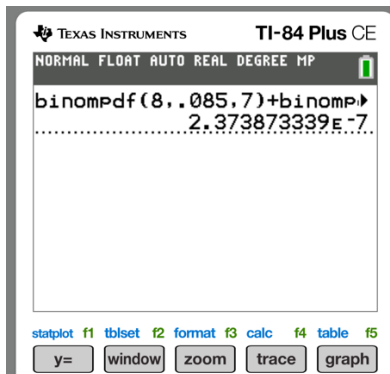 TEXAS INSTRUMENTS TI-84 Plus CE
NORMAL FLOAT AUTO REAL DEGREE MP
binompdf(8,.085,7)+binomp
2.373873339E-7
statplot f1 tblset f2 format f3 calc f4 table f5
y= window zoom trace graph